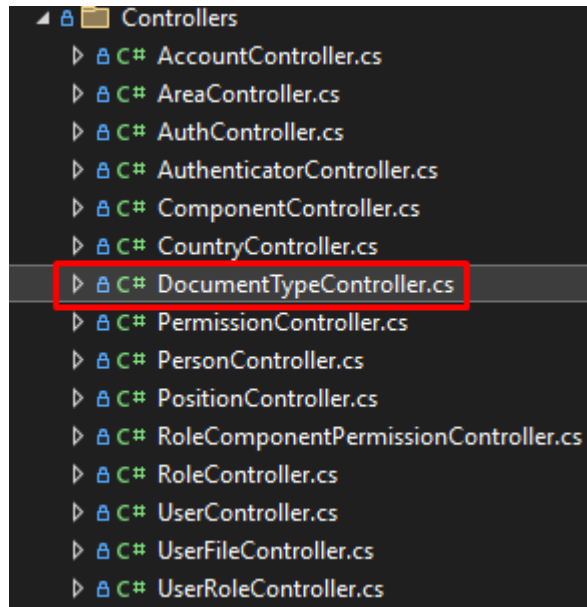 Controllers
C# AccountController.cs
C# AreaController.cs
C# AuthController.cs
C# AuthenticatorController.cs
C# ComponentController.cs
C# CountryController.cs
C# DocumentTypeController.cs
C# PermissionController.cs
C# PersonController.cs
C# PositionController.cs
C# RoleComponentPermissionController.cs
C# RoleController.cs
C# UserController.cs
C# UserFileController.cs
C# UserRoleController.cs